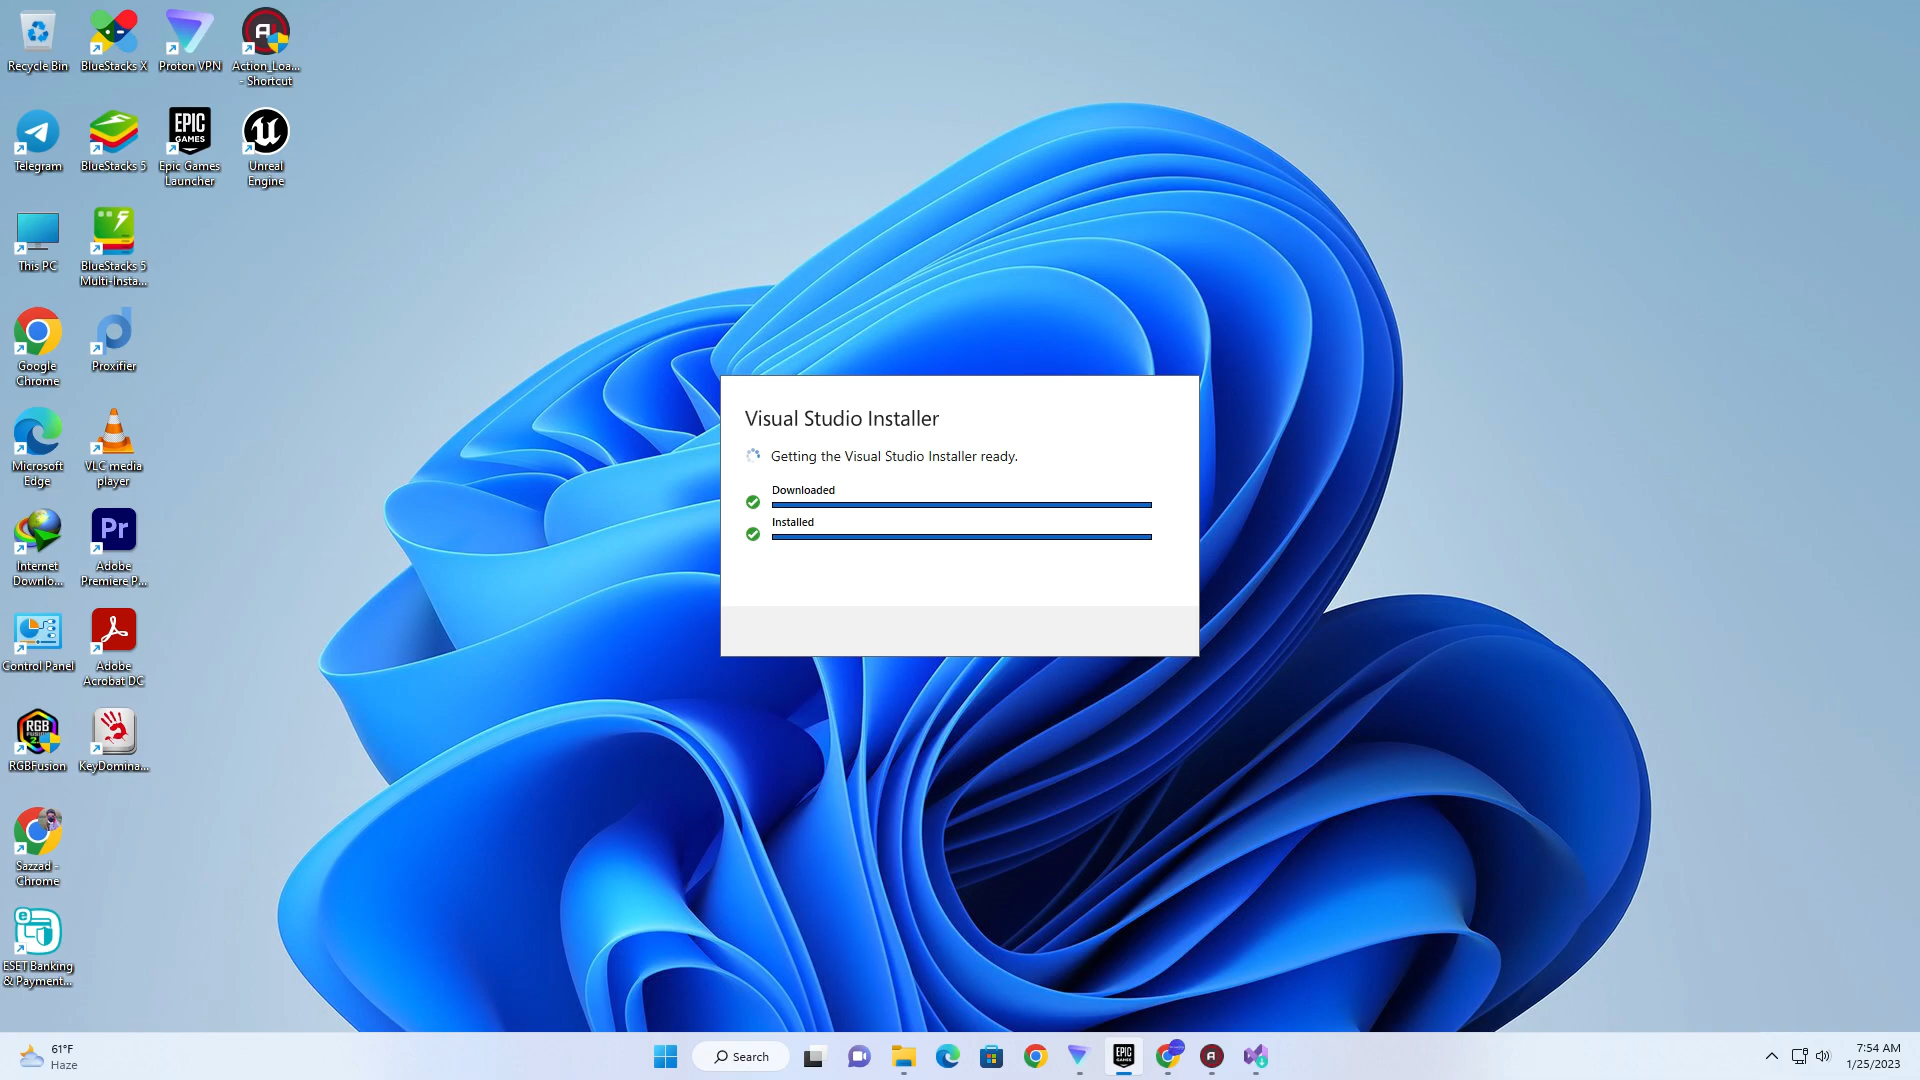 Recycle Bin
BlueStacks X
Proton VPN
Action_Loa...
- Shortcut
Telegram
BlueStacks 5
EPIC
GAMES
Epic Games
Launcher
Unreal
Engine
This PC
BlueStacks 5
Multi-Insta...
Google
Chrome
Proxifier
Microsoft
Edge
VLC media
player
Internet
Downlo...
Pr
Adobe
Premiere P...
Control Panel
Adobe
Acrobat DC
RGB
RGBFusion
KeyDomina...
Sazzad -
Chrome
ESET Banking
& Payment...
Visual Studio Installer
Getting the Visual Studio Installer ready.
Downloaded
Installed
61°F
Haze
Search
EPIC
GAMES
7:54 AM
1/25/2023